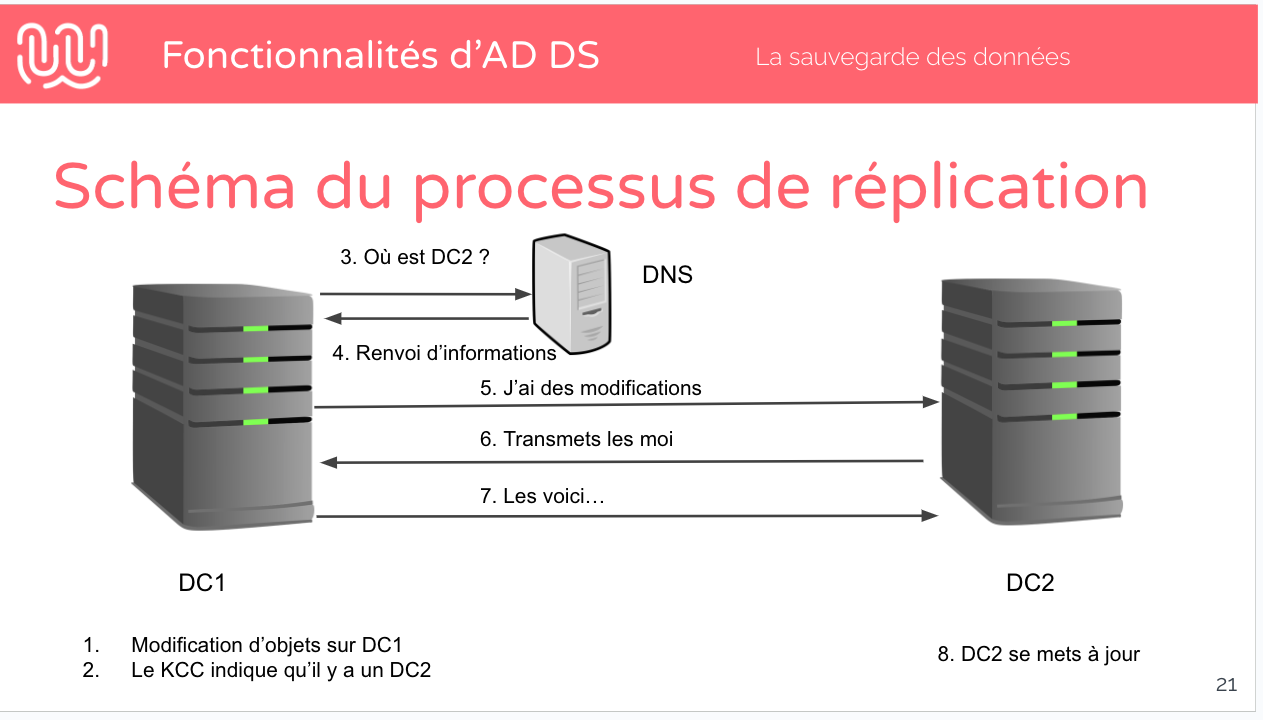 Fonctionnalités d'AD DS
La sauvegarde des données
Schéma du processus de réplication
3. Où est DC2 ?
DNS
4. Renvoi d'informations
5. J'ai des modifications
6. Transmets les moi
7. Les voici…
DC1
DC2
1. Modification d'objets sur DC1
2. Le KCC indique qu'il y a un DC2
8. DC2 se mets à jour
21